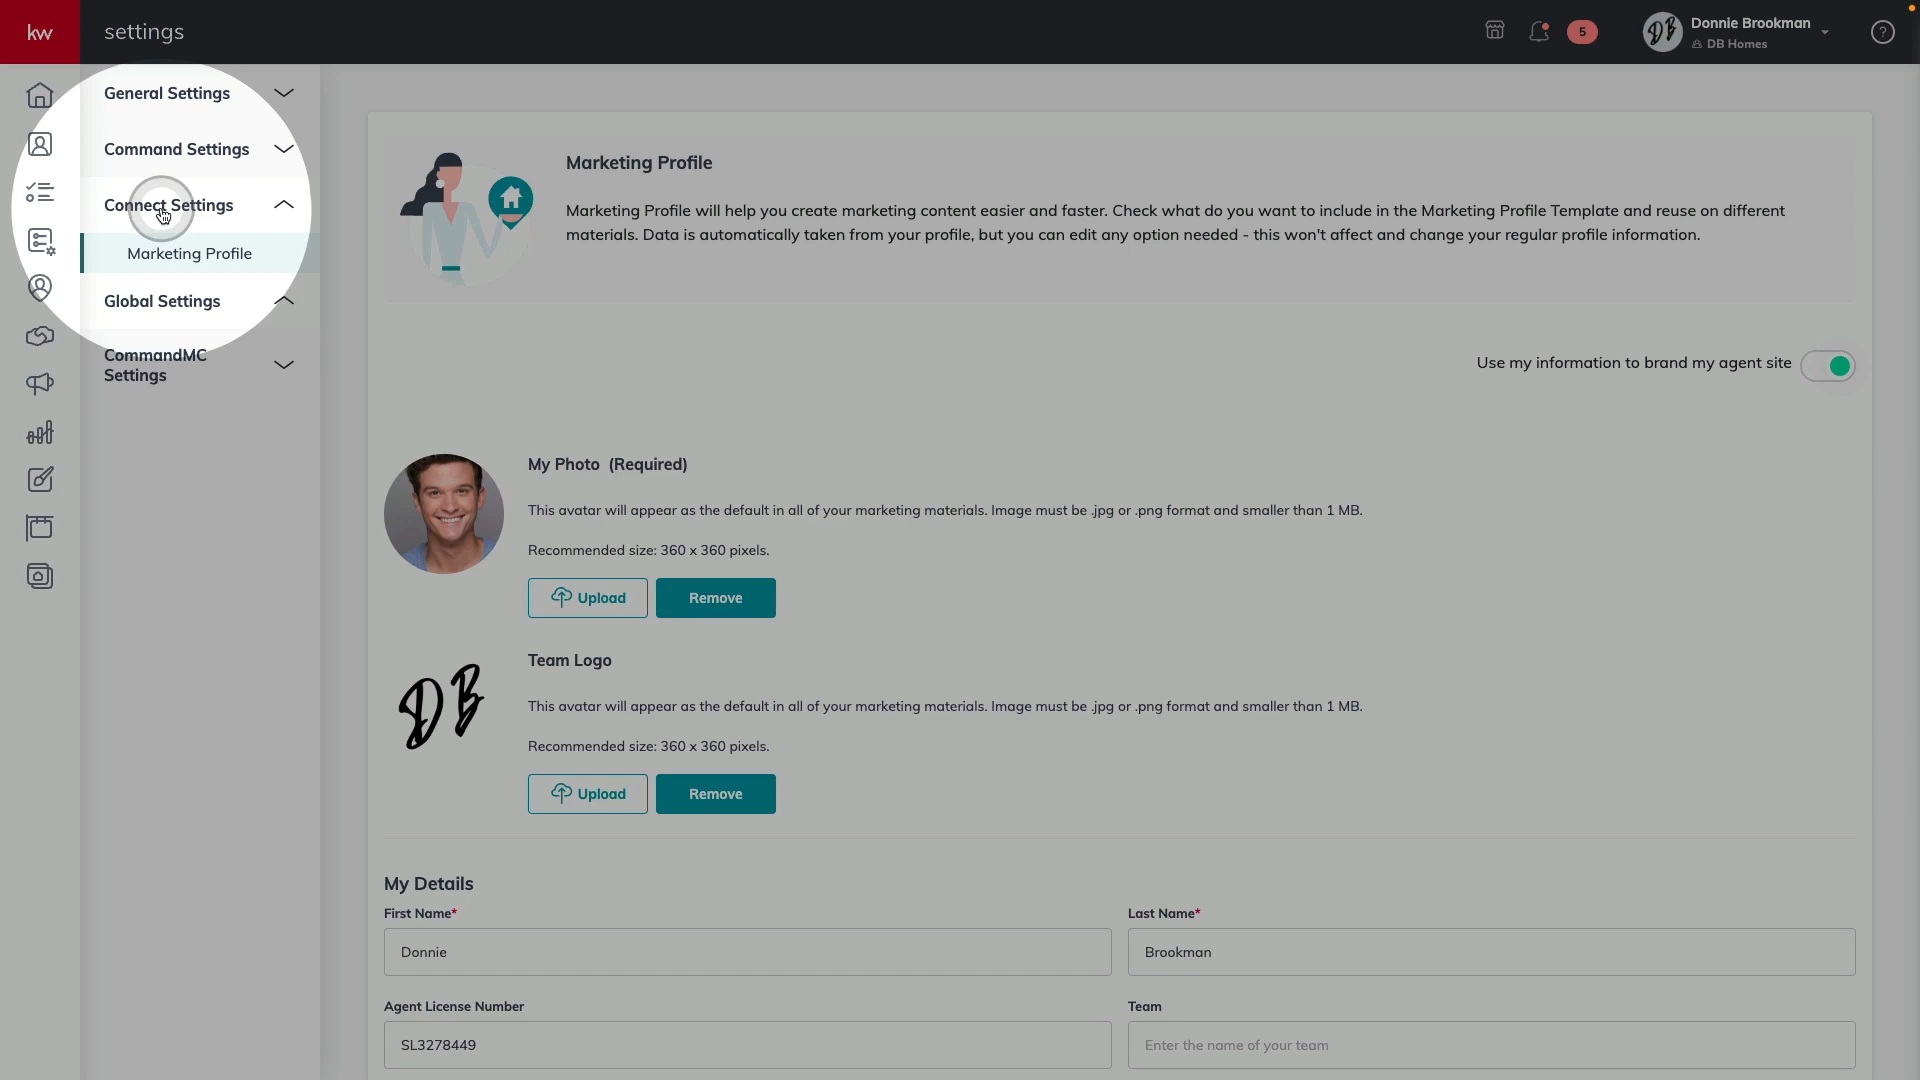 kw
settings
5
DB
Donnie Brookman
DB Homes
?
General Settings
Command Settings
Connect Settings
Marketing Profile
Global Settings
CommandMC
Settings
Marketing Profile
Marketing Profile will help you create marketing content easier and faster. Check what do you want to include in the Marketing Profile Template and reuse on different
materials. Data is automatically taken from your profile, but you can edit any option needed - this won't affect and change your regular profile information.
Use my information to brand my agent site
My Photo (Required)
This avatar will appear as the default in all of your marketing materials. Image must be .jpg or .png format and smaller than 1 MB.
Recommended size: 360 x 360 pixels.
Upload
Remove
Team Logo
DB
This avatar will appear as the default in all of your marketing materials. Image must be .jpg or .png format and smaller than 1 MB.
Recommended size: 360 x 360 pixels.
Upload
Remove
My Details
First Name*
Last Name*
Donnie
Brookman
Agent License Number
Team
SL3278449
Enter the name of your team